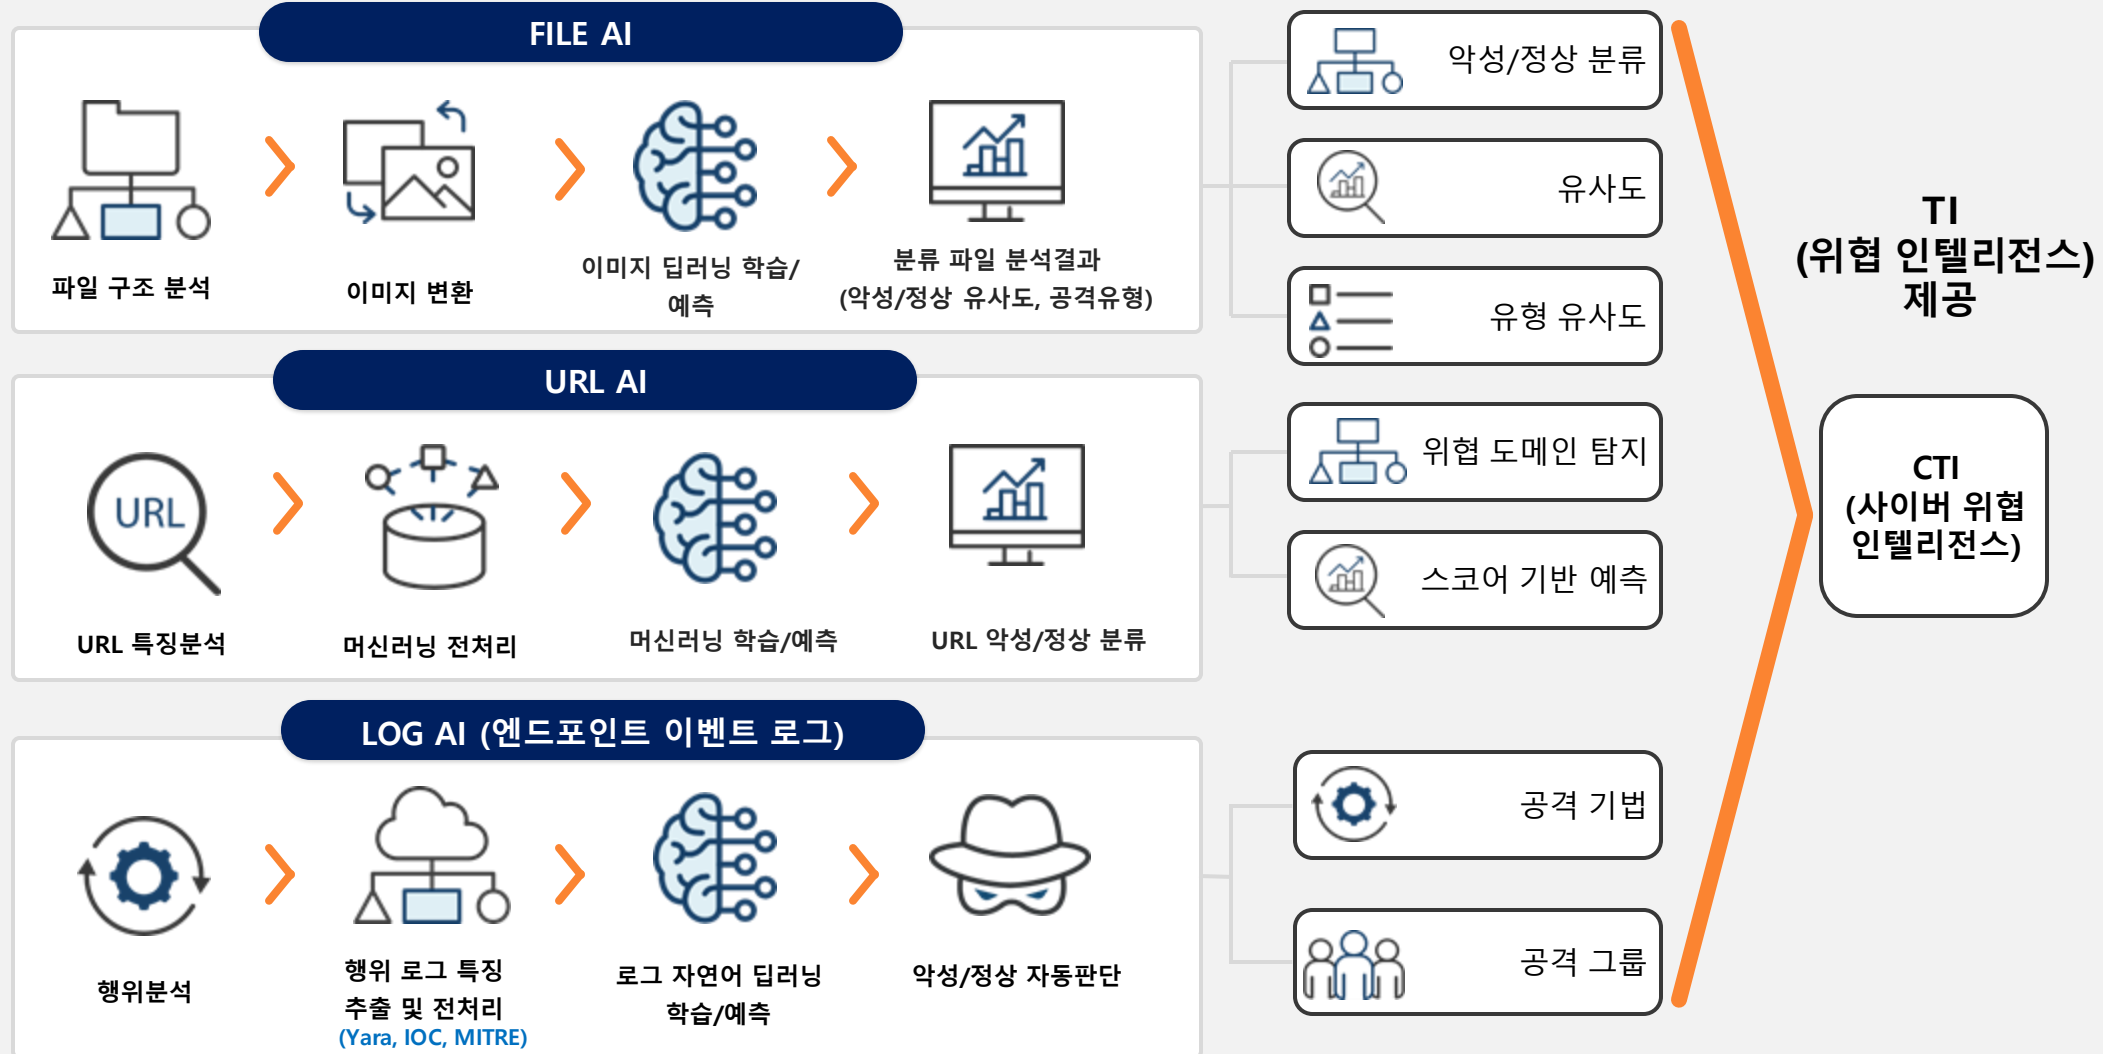 FILE AI
파일 구조 분석
이미지 변환
이미지 딥러닝 학습/
예측
분류 파일 분석결과
(악성/정상 유사도, 공격유형)
악성/정상 분류
유사도
유형 유사도
URL AI
URL
URL 특징분석
머신러닝 전처리
머신러닝 학습/예측
URL 악성/정상 분류
위협 도메인 탐지
스코어 기반 예측
LOG AI (엔드포인트 이벤트 로그)
행위분석
행위 로그 특징
추출 및 전처리
(Yara, IOC, MITRE)
로그 자연어 딥러닝
학습/예측
악성/정상 자동판단
공격 기법
공격 그룹
TI
(위협 인텔리전스)
제공
CTI
(사이버 위협
인텔리전스)